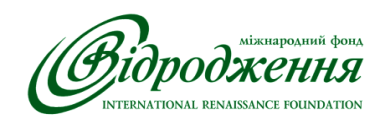 міжнародний фонд
Відродження
INTERNATIONAL RENAISSANCE FOUNDATION